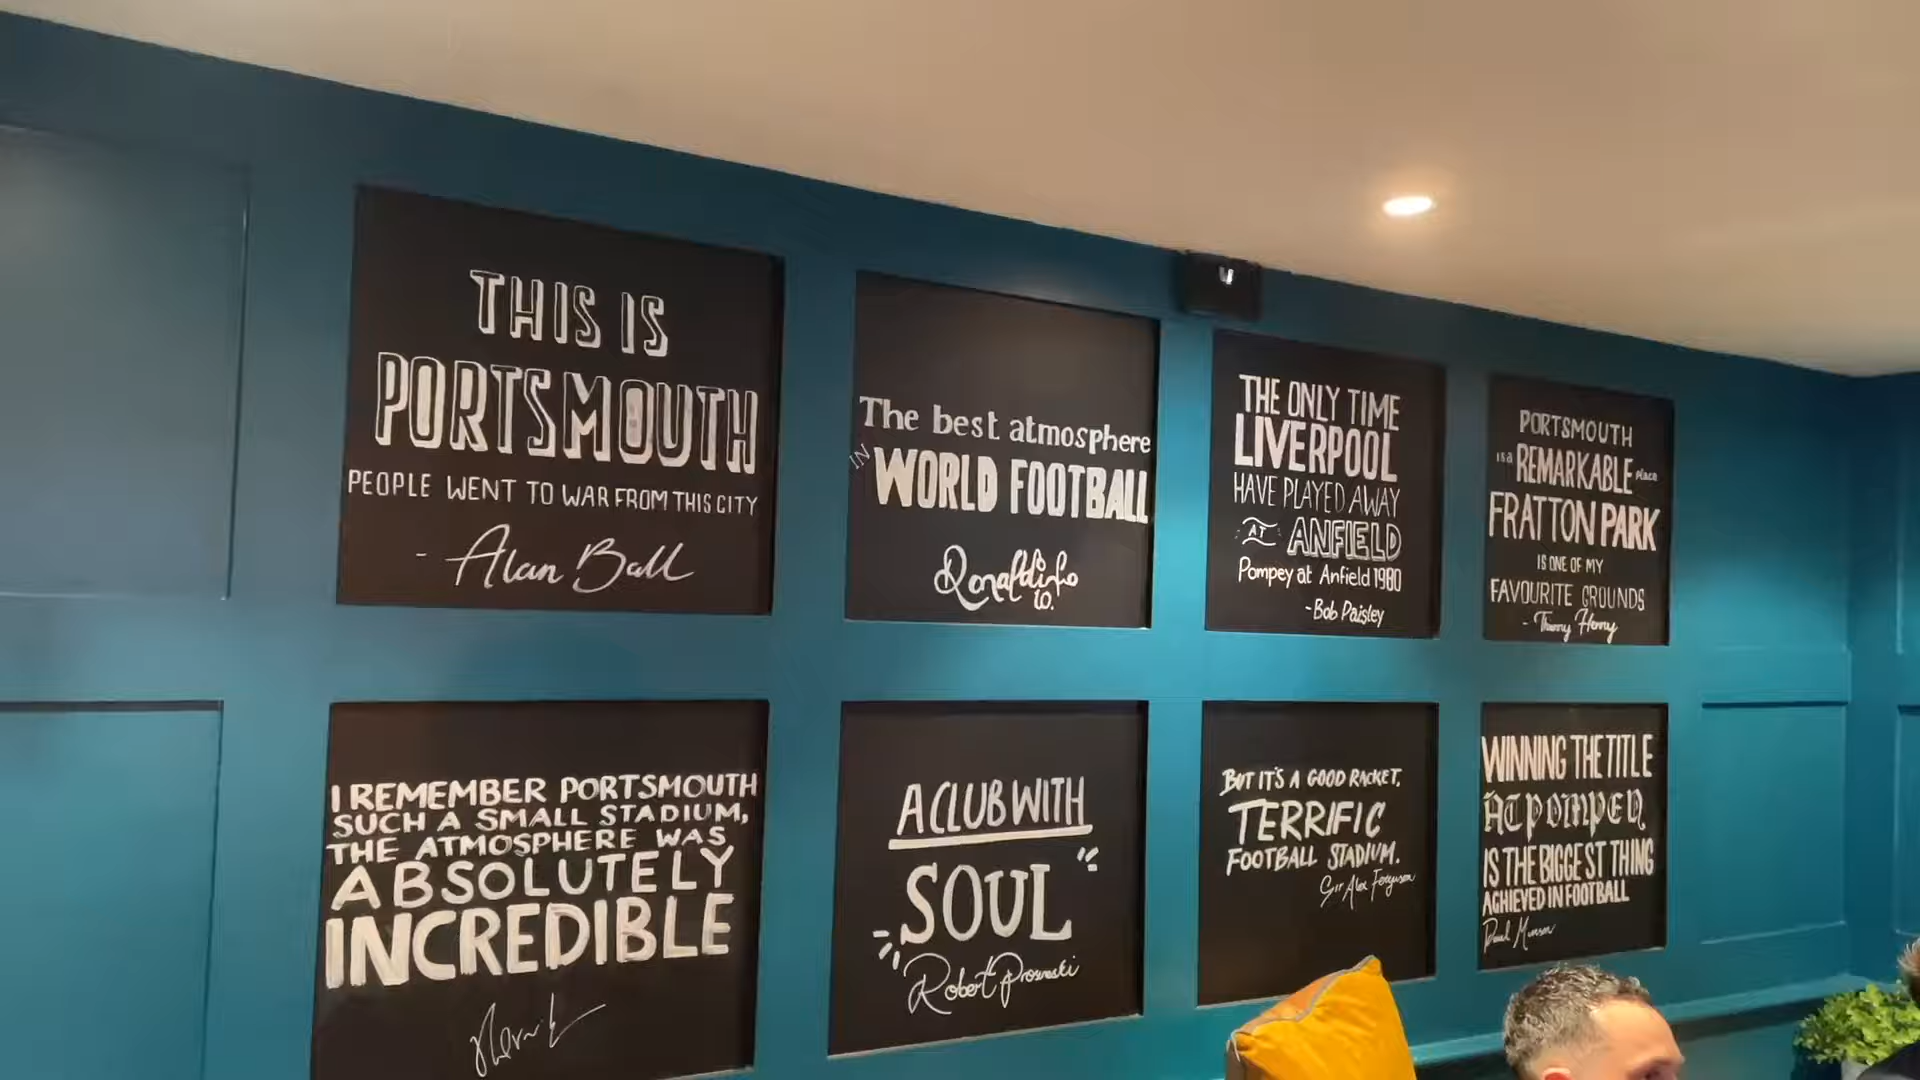 THIS IS
PORTSMOUTH
PEOPLE WENT TO WAR FROM THIS CITY
- Alan Ball
The best atmosphere
IN WORLD FOOTBALL
Ronaldinho
10.
THE ONLY TIME
LIVERPOOL
HAVE PLAYED AWAY
AT ANFIELD
Pompey at Anfield 1980
- Bob Paisley
PORTSMOUTH
is a REMARKABLE place
FRATTON PARK
IS ONE OF MY
FAVOURITE GROUNDS
- Thierry Henry
I REMEMBER PORTSMOUTH
SUCH A SMALL STADIUM,
THE ATMOSPHERE WAS
ABSOLUTELY
INCREDIBLE
A CLUB WITH
SOUL
Robert Prosinecki
BUT IT'S A GOOD RACKET,
TERRIFIC
FOOTBALL STADIUM.
Sir Alex Ferguson
WINNING THE TITLE
AT POMPEY
IS THE BIGGEST THING
ACHIEVED IN FOOTBALL
Paul Merson